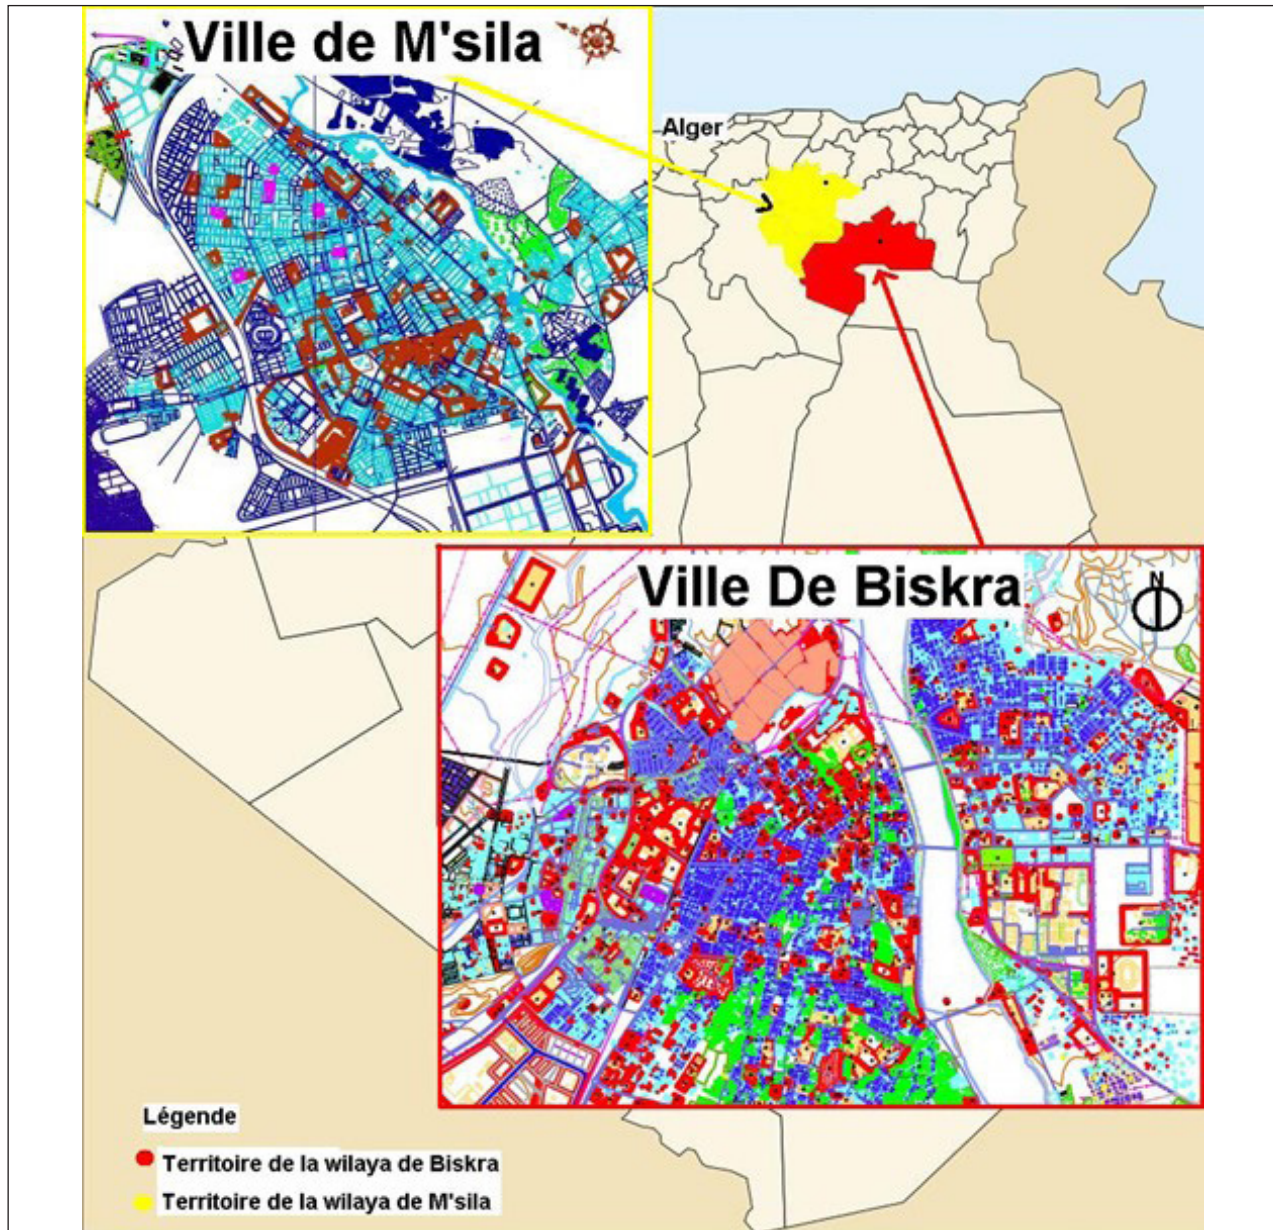 Ville de M'sila
Alger
Ville De Biskra
N
Légende
Territoire de la wilaya de Biskra
Territoire de la wilaya de M'sila